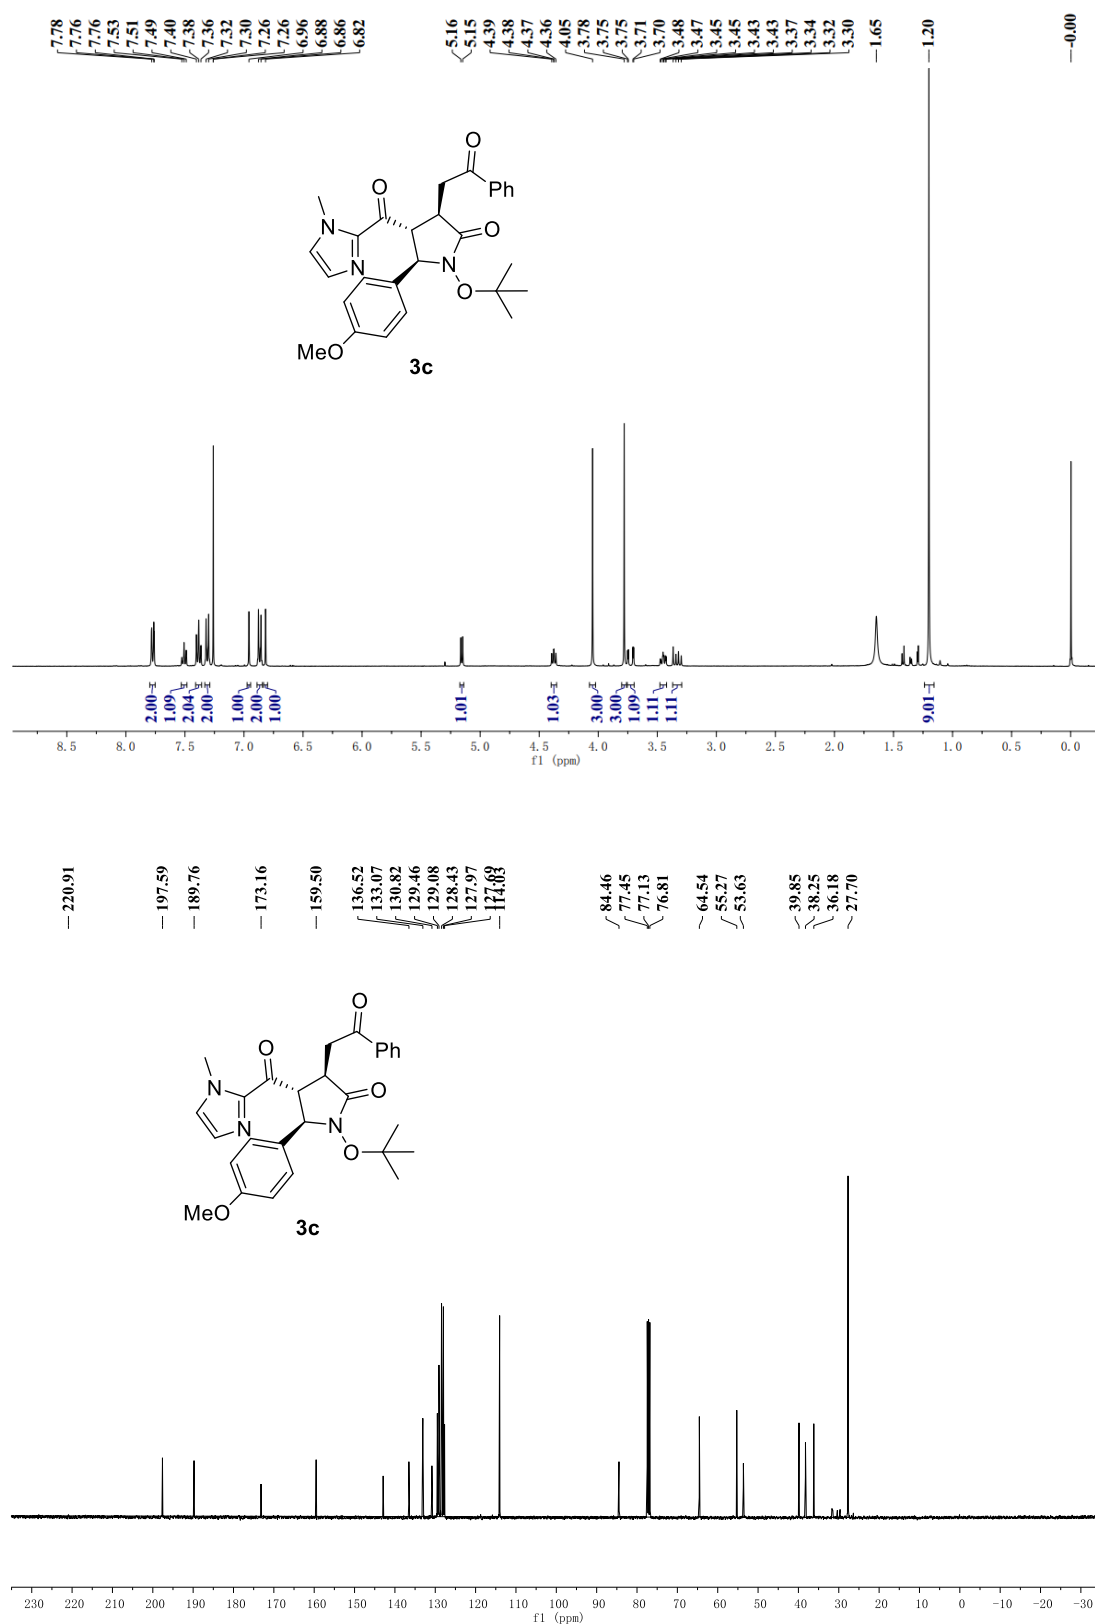 7.78 7.76 7.76 7.53 7.51 7.49 7.40 7.38 7.36 7.32 7.30 7.26 7.26 6.96 6.88 6.86 6.82 5.16 5.15 4.39 4.38 4.37 4.36 4.05 3.78 3.75 3.75 3.71 3.70 3.48 3.47 3.45 3.45 3.43 3.43 3.37 3.34 3.32 3.30 1.65 1.20 -0.00
O
O Ph
N O
N N
O
MeO
3c
2.00 1.09 2.04 2.00 1.00 2.00 1.00 1.01 1.03 3.00 3.00 1.09 1.11 1.11 9.01
8.5 8.0 7.5 7.0 6.5 6.0 5.5 5.0 4.5 4.0 3.5 3.0 2.5 2.0 1.5 1.0 0.5 0.0
f1 (ppm)
220.91 197.59 189.76 173.16 159.50 136.52 133.07 130.82 129.46 129.08 128.43 127.97 127.69 114.03 84.46 77.45 77.13 76.81 64.54 55.27 53.63 39.85 38.25 36.18 27.70
O
O Ph
N O
N N
O
MeO
3c
230 220 210 200 190 180 170 160 150 140 130 120 110 100 90 80 70 60 50 40 30 20 10 0 -10 -20 -30
f1 (ppm)